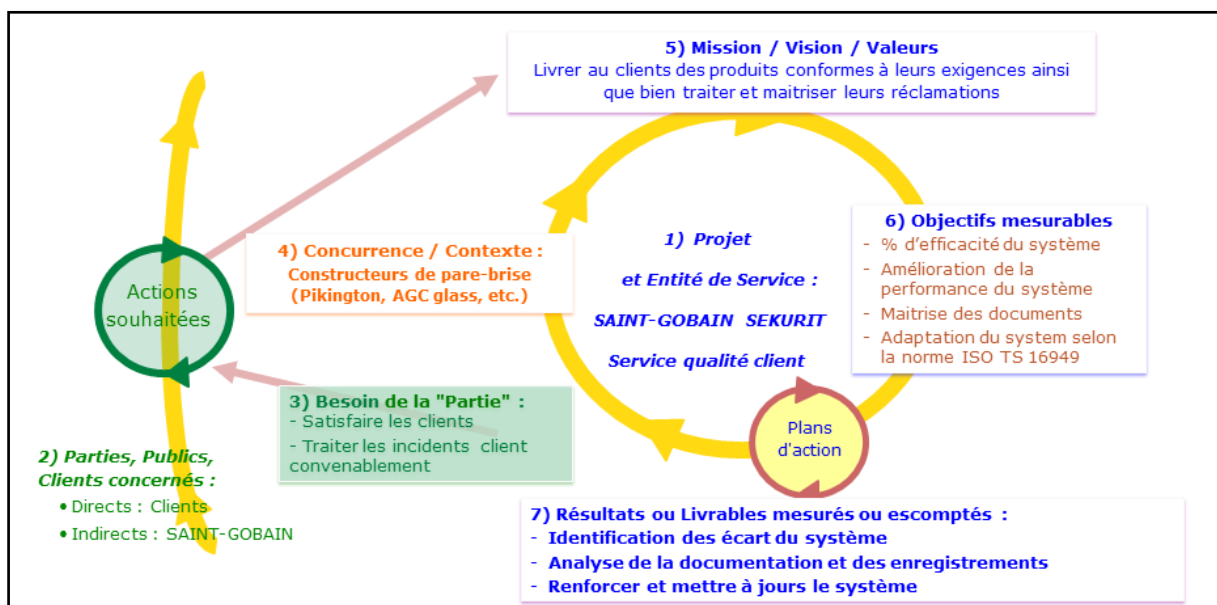 5) Mission / Vision / Valeurs
Livrer au clients des produits conformes à leurs exigences ainsi
que bien traiter et maitriser leurs réclamations
6) Objectifs mesurables
- % d'efficacité du système
- Amélioration de la
performance du système
- Maitrise des documents
- Adaptation du system selon
la norme ISO TS 16949
4) Concurrence / Contexte :
Constructeurs de pare-brise
(Pikington, AGC glass, etc.)
1) Projet
et Entité de Service :
SAINT-GOBAIN SEKURIT
Service qualité client
Actions
souhaitées
3) Besoin de la "Partie" :
- Satisfaire les clients
- Traiter les incidents client
convenablement
Plans
d'action
2) Parties, Publics,
Clients concernés :
• Directs : Clients
• Indirects : SAINT-GOBAIN
7) Résultats ou Livrables mesurés ou escomptés :
- Identification des écart du système
- Analyse de la documentation et des enregistrements
- Renforcer et mettre à jours le système